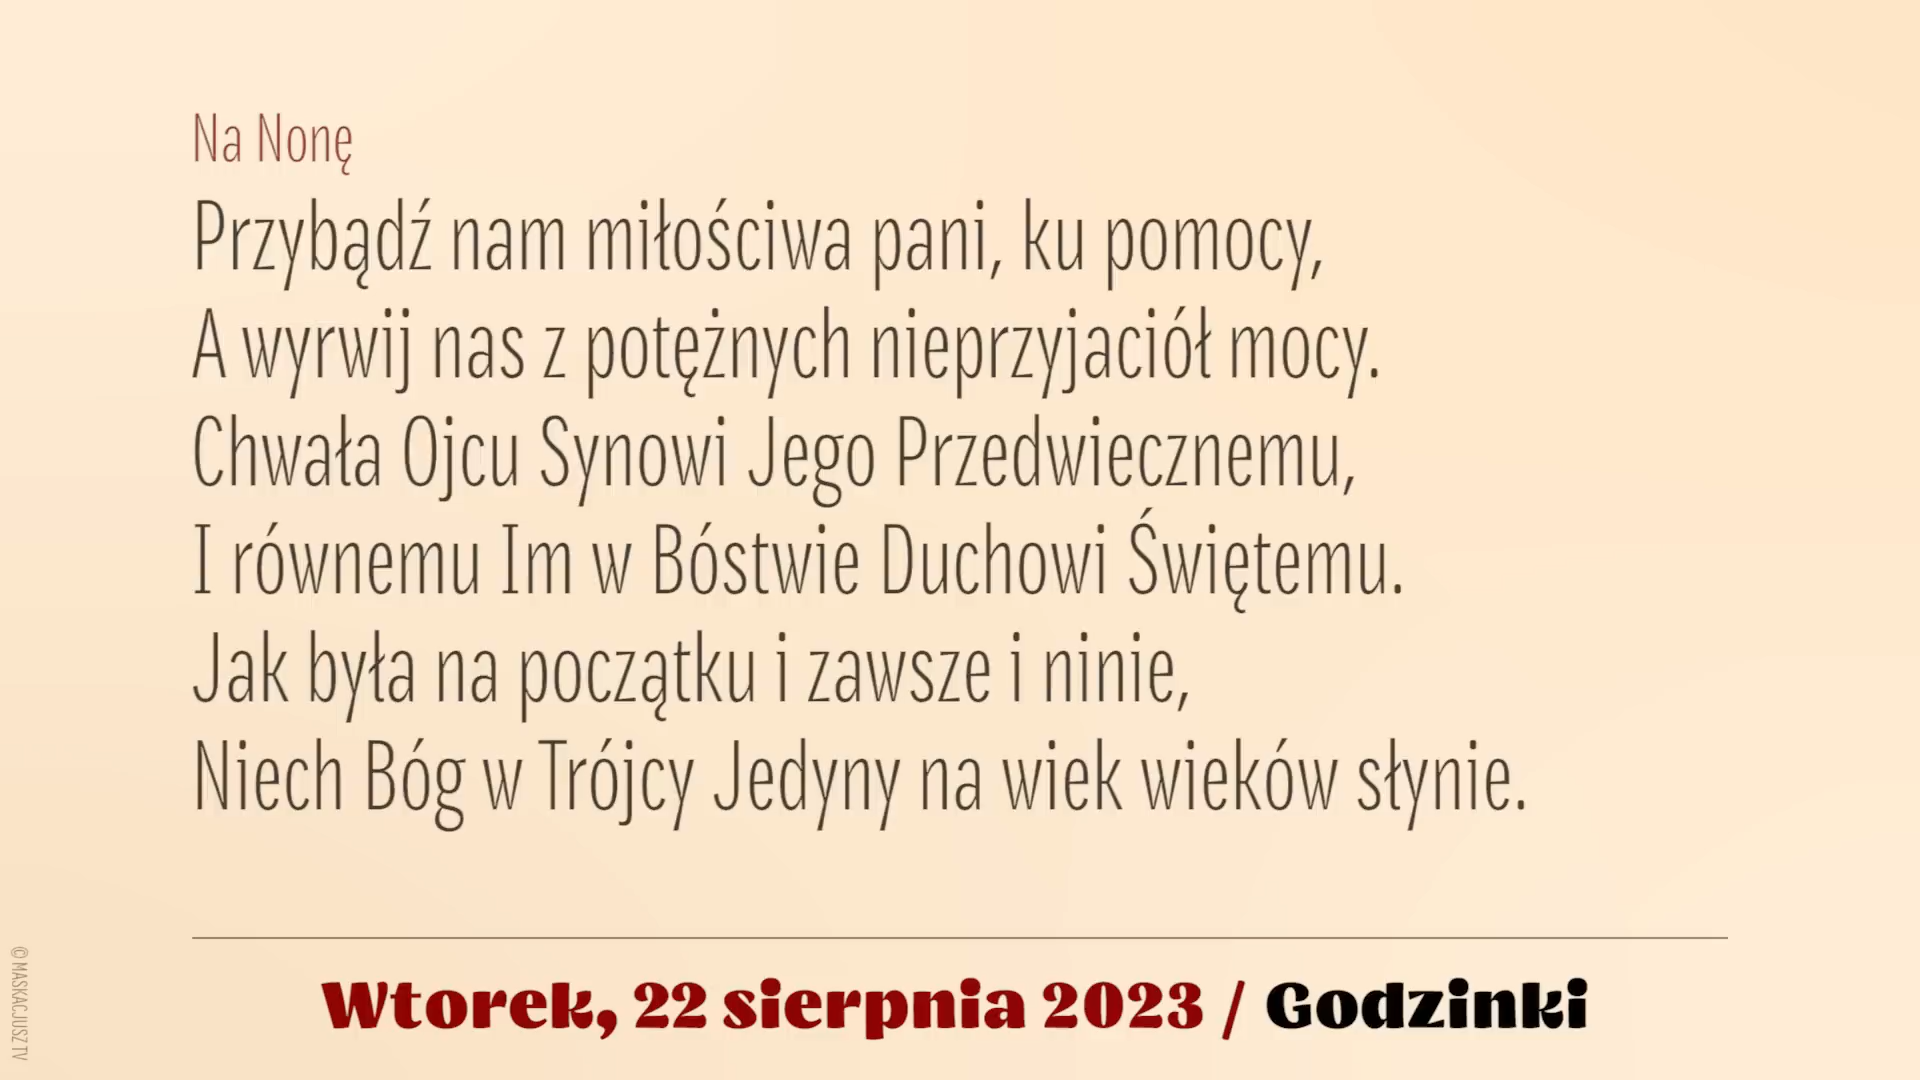 Na Nonę
Przybądź nam miłościwa pani, ku pomocy,
A wyrwij nas z potężnych nieprzyjaciół mocy.
Chwała Ojcu Synowi Jego Przedwiecznemu,
I równemu Im w Bóstwie Duchowi Świętemu.
Jak była na początku i zawsze i ninie,
Niech Bóg w Trójcy Jedyny na wiek wieków słynie.
Wtorek, 22 sierpnia 2023 / Godzinki
© MASKACJUSZ TV